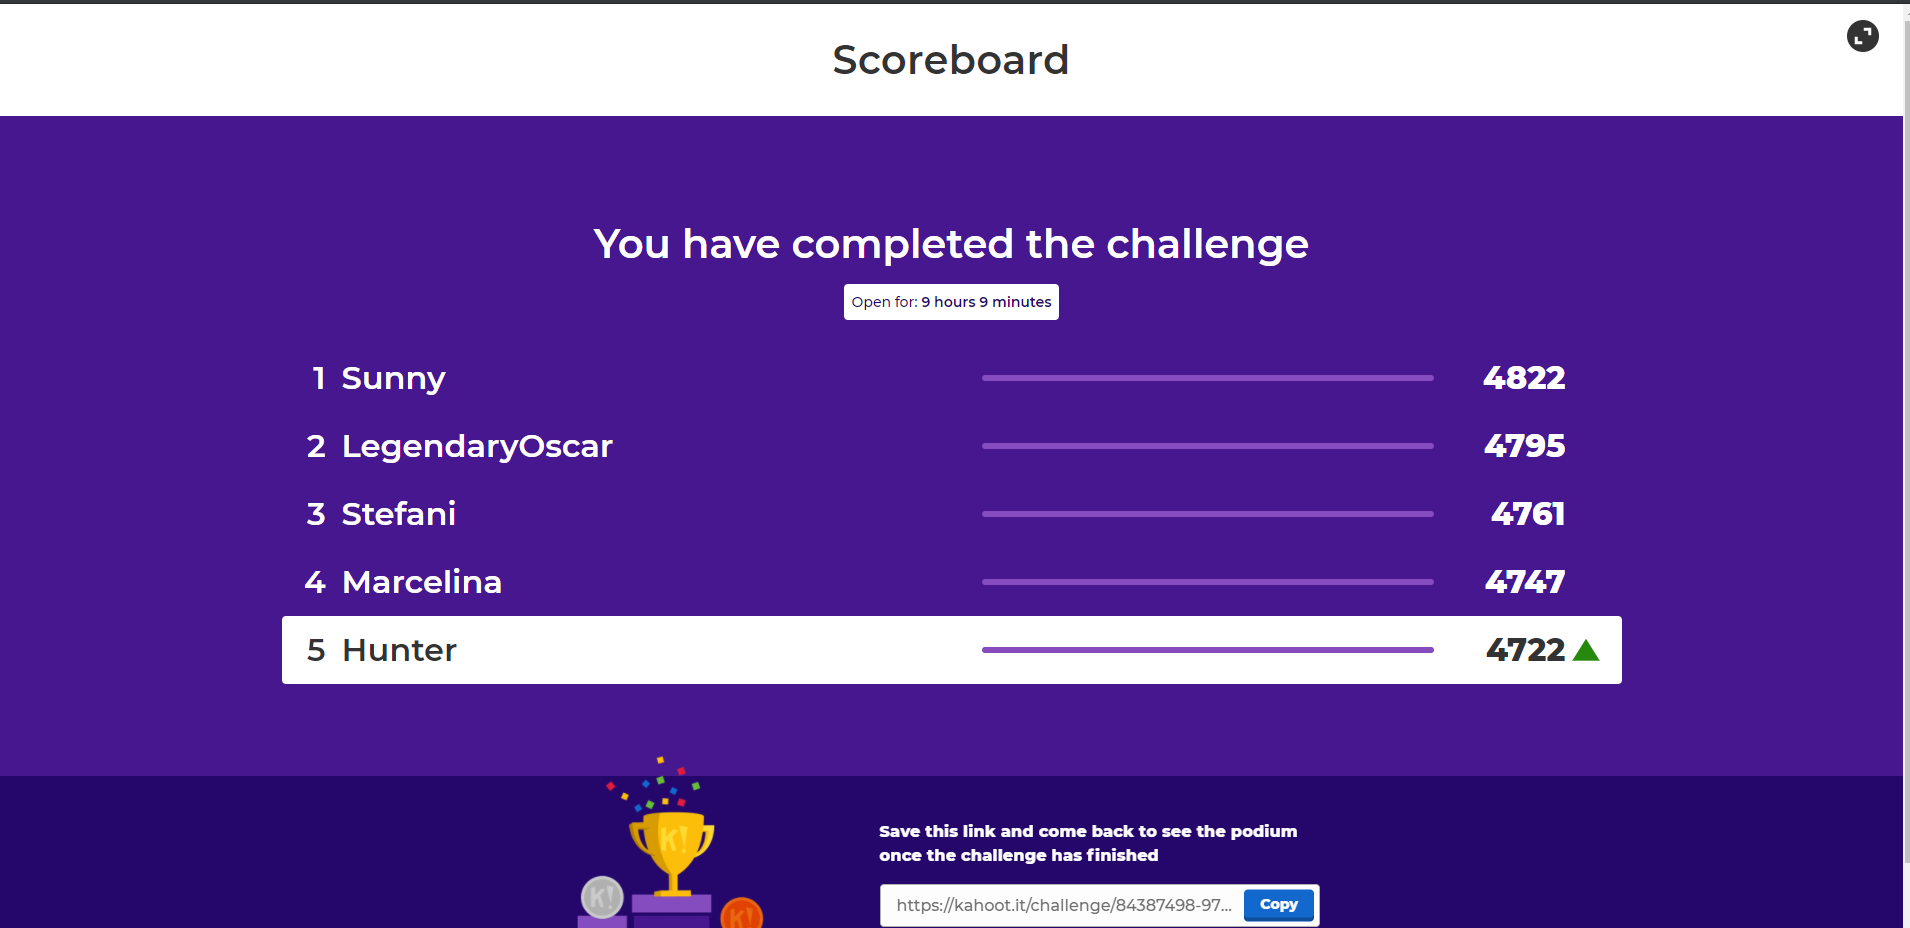 Scoreboard
You have completed the challenge
Open for: 9 hours 9 minutes
1 Sunny 4822
2 LegendaryOscar 4795
3 Stefani 4761
4 Marcelina 4747
5 Hunter 4722
K!
K!
K!
Save this link and come back to see the podium
once the challenge has finished
https://kahoot.it/challenge/84387498-97... Copy